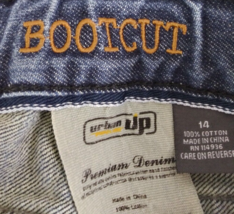 BOOTCUT
urban up
Premium Denim
Made in China
100% Cotton
14
100% COTTON
MADE IN CHINA
RN 114936
CARE ON REVERSE